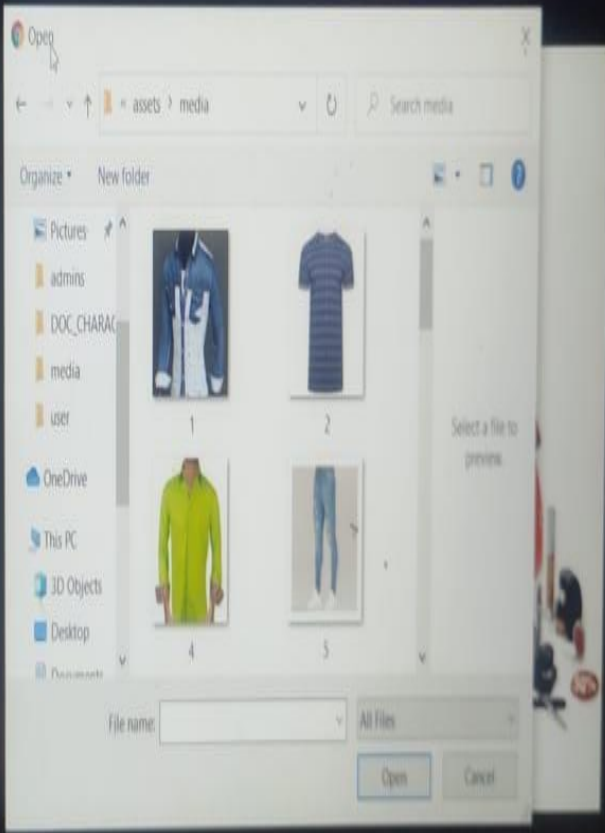 Open
« assets > media
Search media
Organize
New folder
Pictures
admins
DOC_CHARAC
media
user
OneDrive
This PC
3D Objects
Desktop
1
2
4
5
Select a file to
preview.
File name:
All Files
Open
Cancel